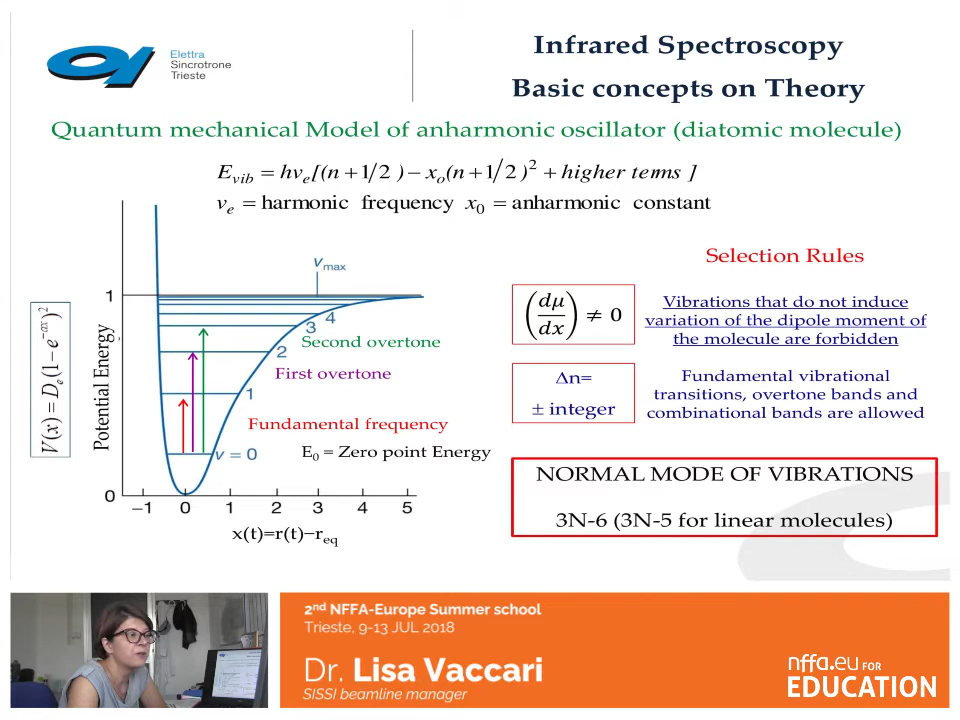 Elettra
Sincrotrone
Trieste
Infrared Spectroscopy
Basic concepts on Theory
Quantum mechanical Model of anharmonic oscillator (diatomic molecule)
E_vib = hν_e[(n + 1/2 ) − x_o(n + 1/2 )² + higher terms ]
ν_e = harmonic frequency x_0 = anharmonic constant
V(x) = D_e(1 − e^−ax)²
Potential Energy
1
0
v_max
4
3
2
1
v = 0
Second overtone
First overtone
Fundamental frequency
E_0 = Zero point Energy
−1 0 1 2 3 4 5
x(t)=r(t)−r_eq
Selection Rules
(dμ/dx) ≠ 0
Vibrations that do not induce
variation of the dipole moment of
the molecule are forbidden
Δn=
± integer
Fundamental vibrational
transitions, overtone bands and
combinational bands are allowed
NORMAL MODE OF VIBRATIONS
3N-6 (3N-5 for linear molecules)
2nd NFFA-Europe Summer school
Trieste, 9-13 JUL 2018
Dr. Lisa Vaccari
SISSI beamline manager
nffa.eu FOR
EDUCATION